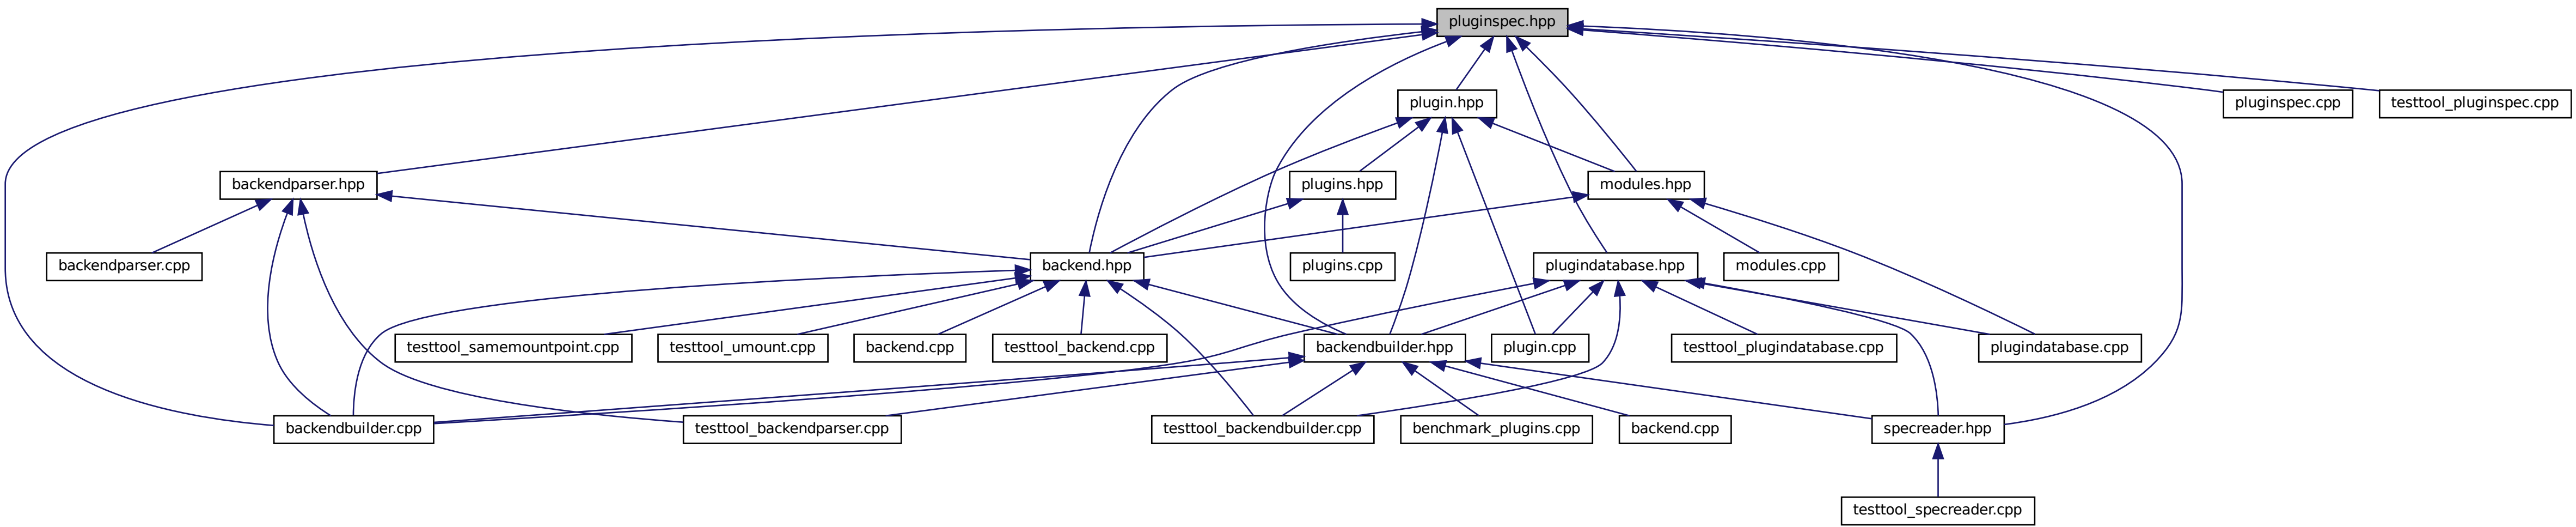 pluginspec.hpp
plugin.hpp
pluginspec.cpp
testtool_pluginspec.cpp
backendparser.hpp
plugins.hpp
modules.hpp
backendparser.cpp
backend.hpp
plugins.cpp
plugindatabase.hpp
modules.cpp
testtool_samemountpoint.cpp
testtool_umount.cpp
backend.cpp
testtool_backend.cpp
backendbuilder.hpp
plugin.cpp
testtool_plugindatabase.cpp
plugindatabase.cpp
backendbuilder.cpp
testtool_backendparser.cpp
testtool_backendbuilder.cpp
benchmark_plugins.cpp
backend.cpp
specreader.hpp
testtool_specreader.cpp